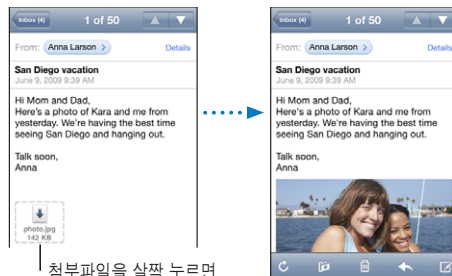 Inbox (4)
1 of 50
From: Anna Larson
Details
San Diego vacation
June 9, 2009 9:39 AM
Hi Mom and Dad,
Here's a photo of Kara and me from
yesterday. We're having the best time
seeing San Diego and hanging out.
Talk soon,
Anna
photo.jpg
142 KB
첨부파일을 살짝 누르면
Inbox (4)
1 of 50
From: Anna Larson
Details
San Diego vacation
June 9, 2009 9:39 AM
Hi Mom and Dad,
Here's a photo of Kara and me from
yesterday. We're having the best time
seeing San Diego and hanging out.
Talk soon,
Anna